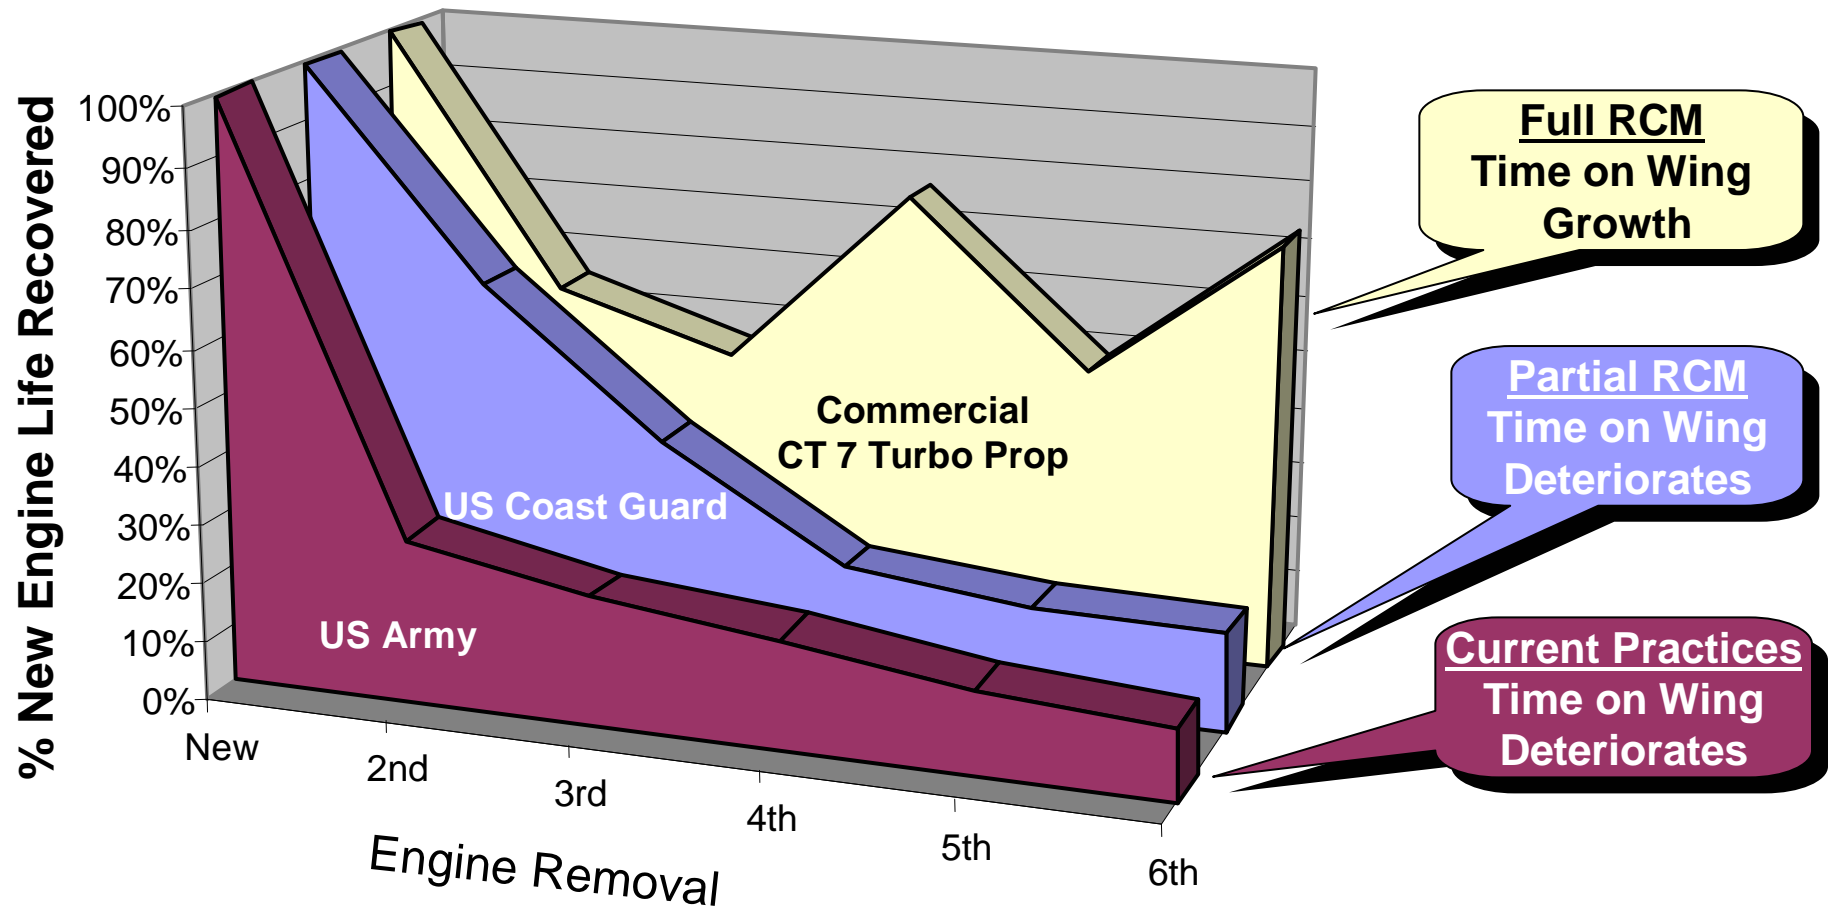 % New Engine Life Recovered
100%
90%
80%
70%
60%
50%
40%
30%
20%
10%
0%
New
2nd
3rd
4th
5th
6th
Engine Removal
US Army
US Coast Guard
Commercial
CT 7 Turbo Prop
Full RCM
Time on Wing
Growth
Partial RCM
Time on Wing
Deteriorates
Current Practices
Time on Wing
Deteriorates